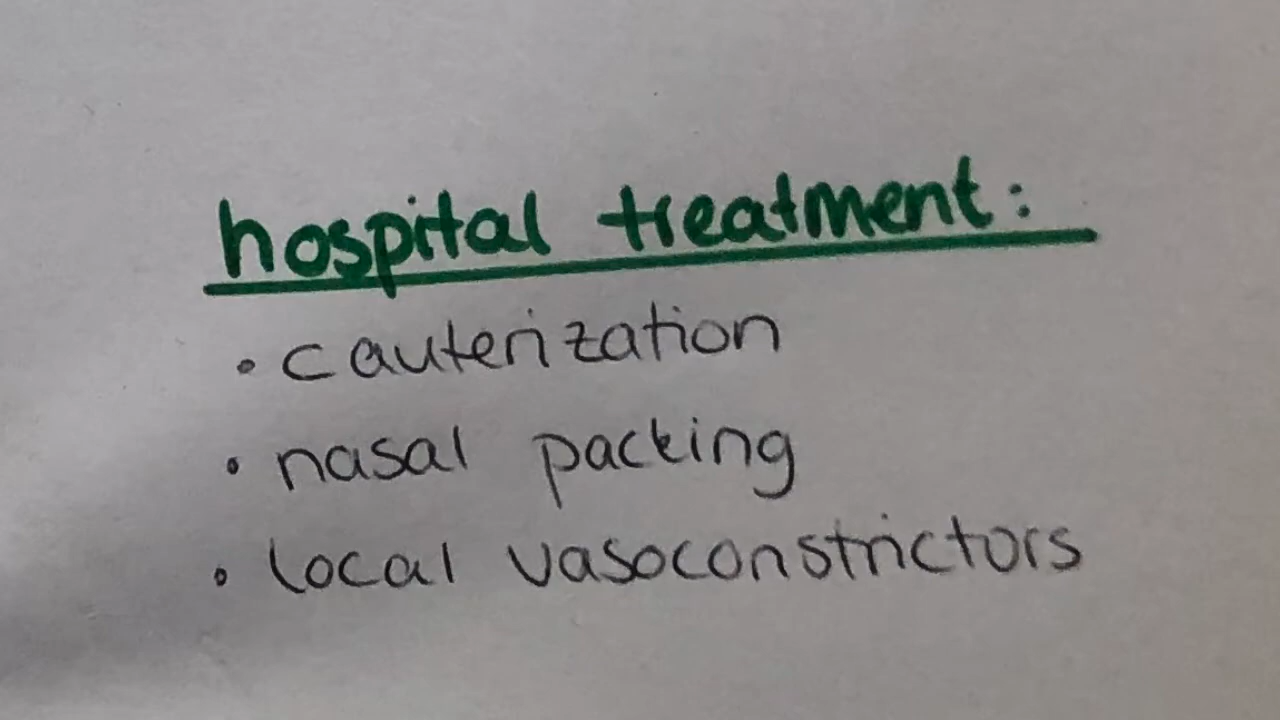 hospital treatment:
• cauterization
• nasal packing
• local vasoconstrictors